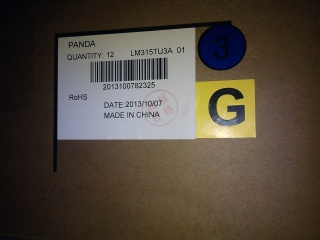 PANDA
QUANTITY: 12 LM315TU3A 01
3
2013100782325
RoHS
G
DATE:2013/10/07
MADE IN CHINA